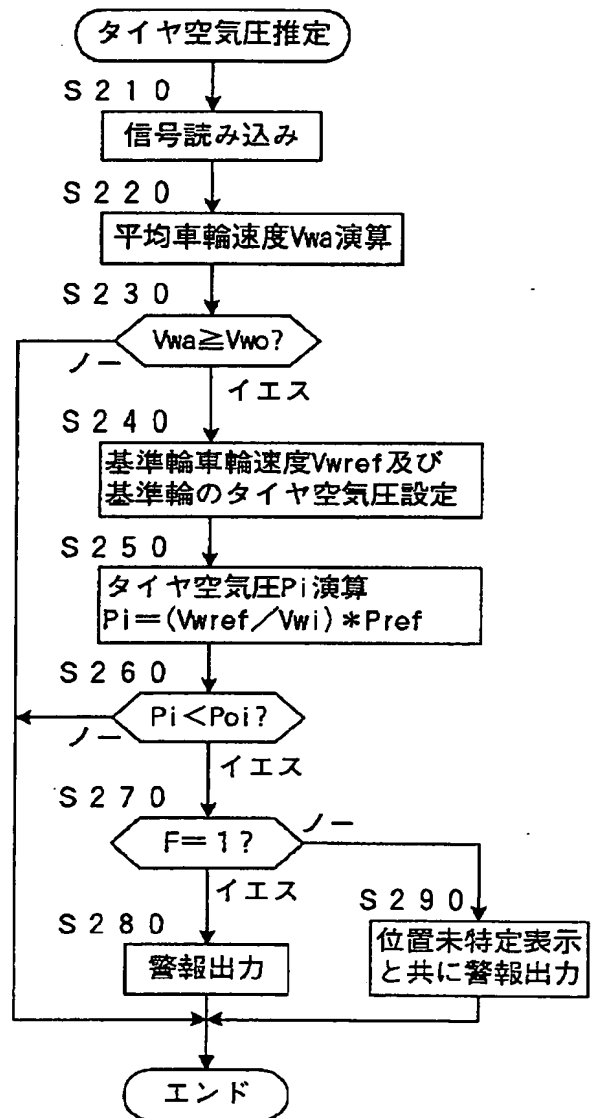 タイヤ空気圧推定
S210
信号読み込み
S220
平均車輪速度Vwa演算
S230
Vwa≧Vwo?
ノー
イエス
S240
基準輪車輪速度Vwref及び
基準輪のタイヤ空気圧設定
S250
タイヤ空気圧Pi演算
Pi=(Vwref/Vwi)*Pref
S260
Pi<Poi?
ノー
イエス
S270
F=1?
ノー
イエス
S280
警報出力
S290
位置未特定表示
と共に警報出力
エンド